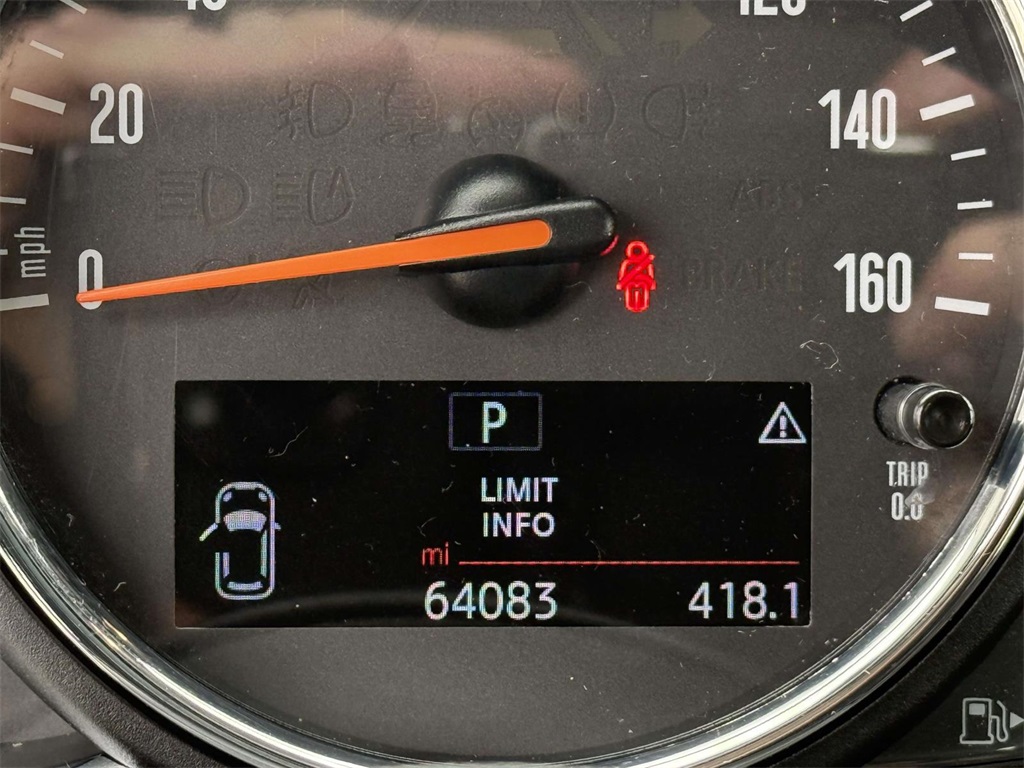 20
140
ABS
mph
0
BRAKE
160
P
LIMIT
INFO
mi
64083 418.1
TRIP
0.0